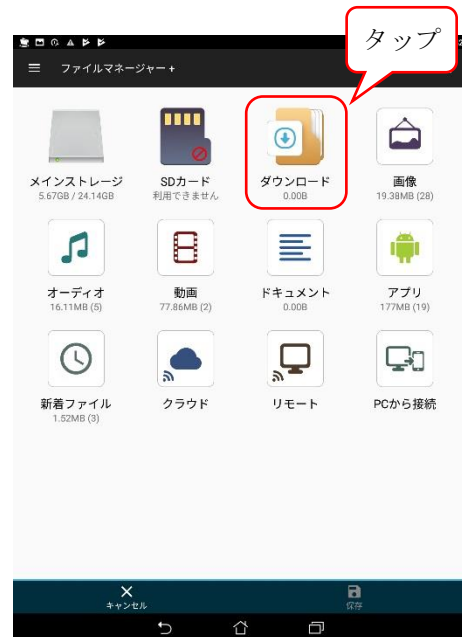 タップ
ファイルマネージャー +
メインストレージ
5.67GB / 24.14GB
SDカード
利用できません
ダウンロード
0.00B
画像
19.38MB (28)
オーディオ
16.11MB (5)
動画
77.86MB (2)
ドキュメント
0.00B
アプリ
177MB (19)
新着ファイル
1.52MB (3)
クラウド
リモート
PCから接続
キャンセル
保存